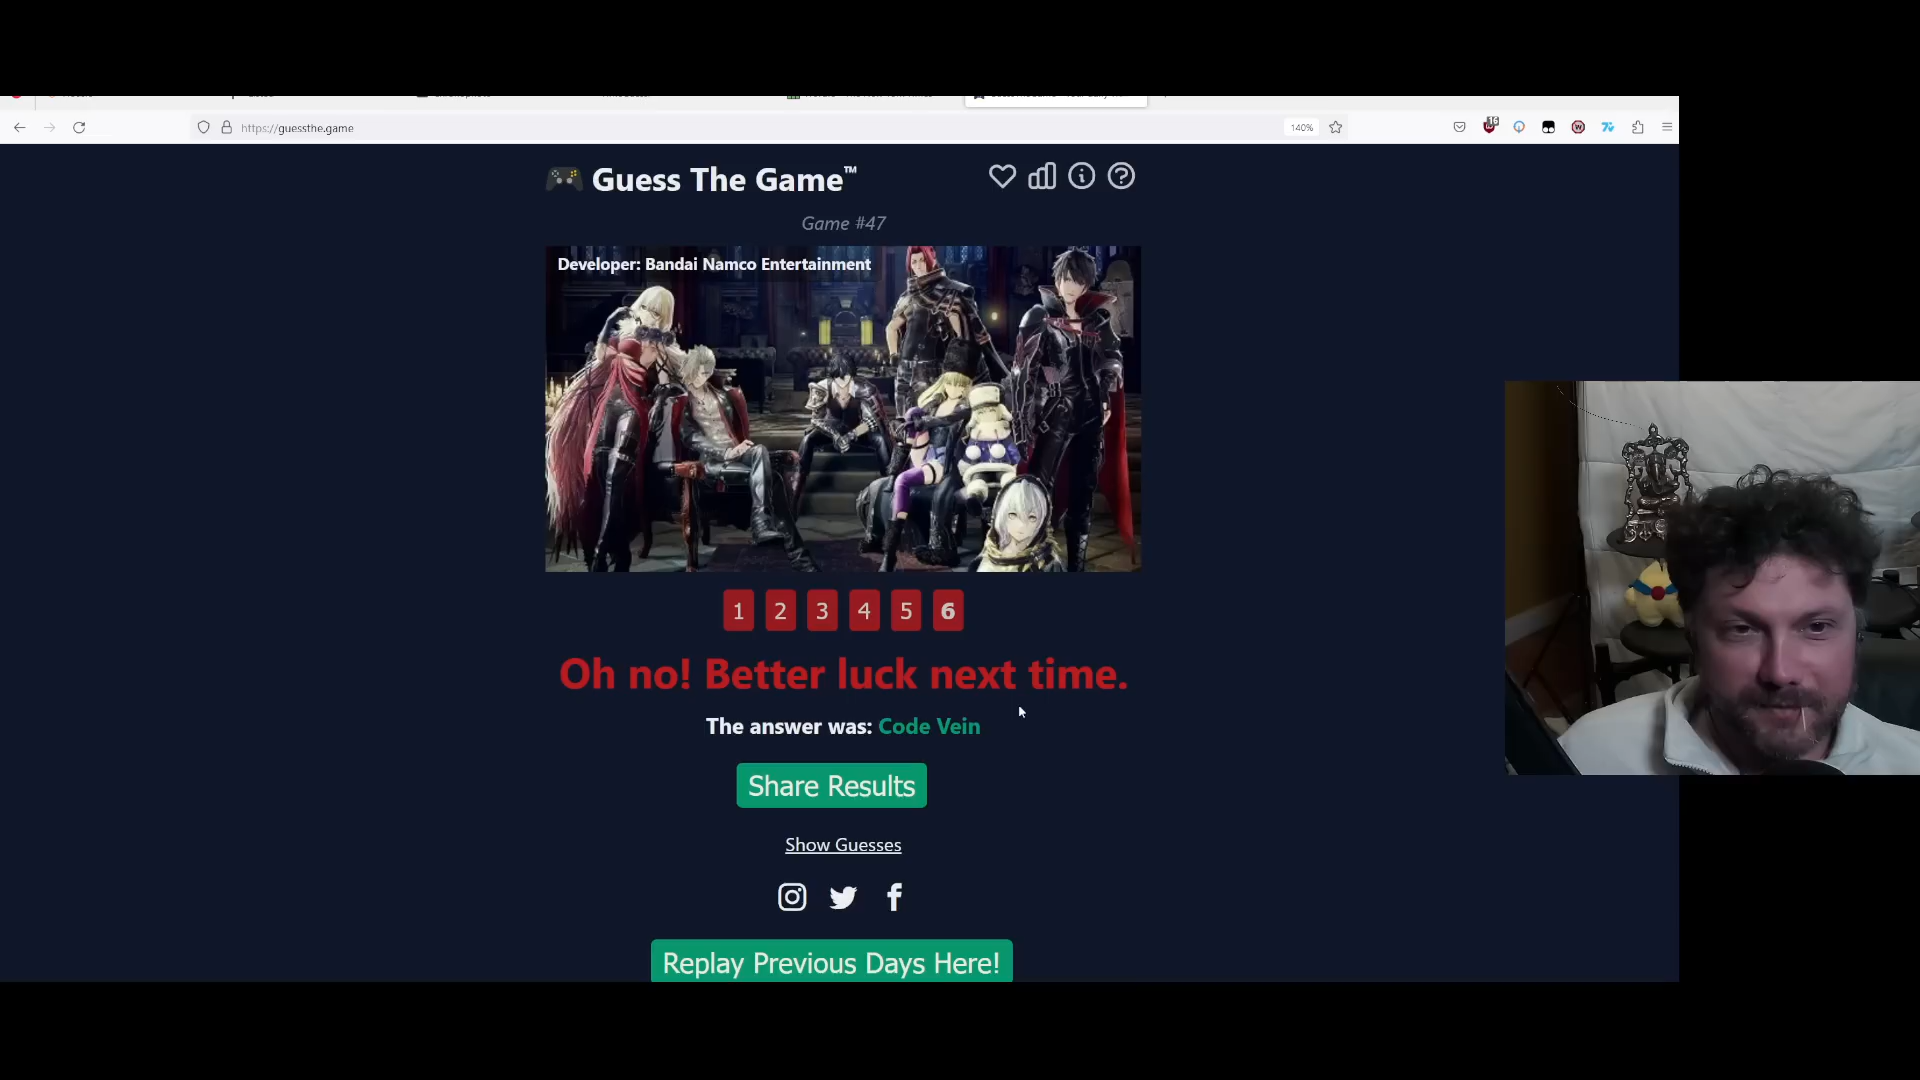 https://guessthe.game
140%
16
Guess The Game™
Game #47
Developer: Bandai Namco Entertainment
1 2 3 4 5 6
Oh no! Better luck next time.
The answer was: Code Vein
Share Results
Show Guesses
Replay Previous Days Here!